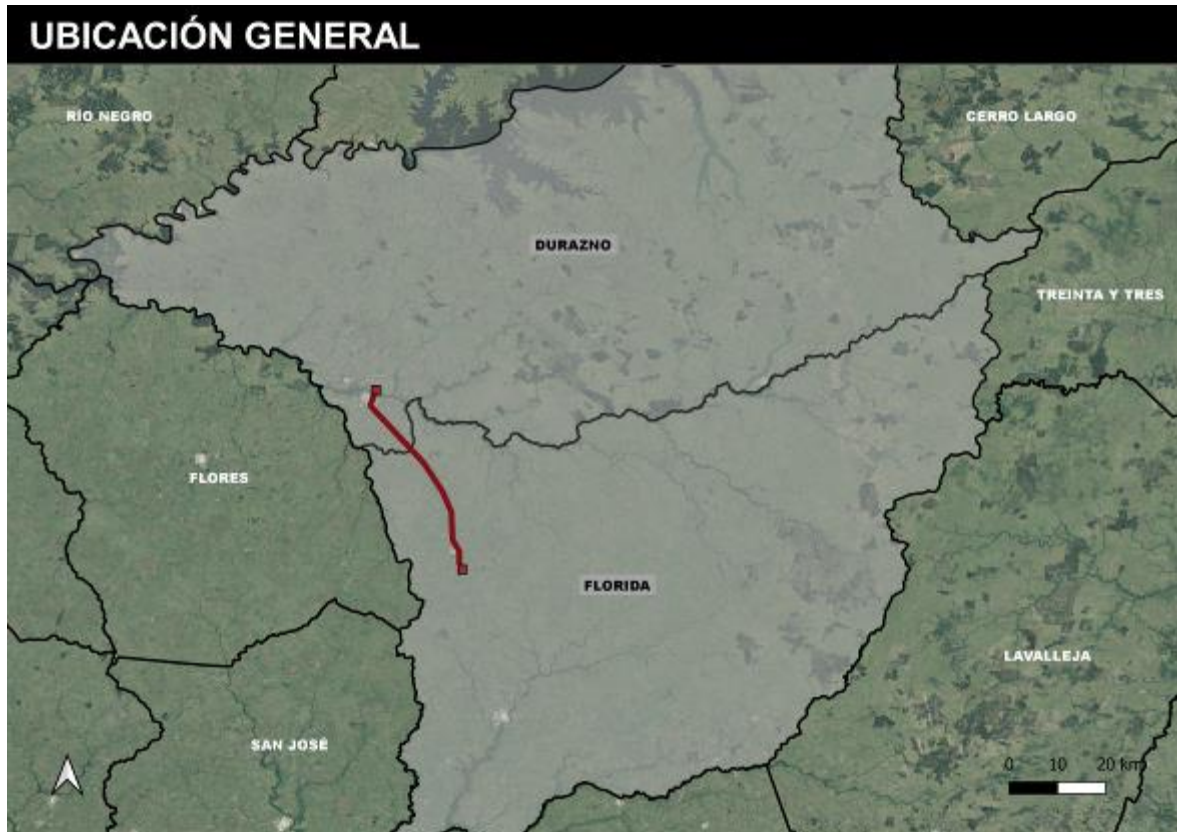 UBICACIÓN GENERAL
RÍO NEGRO
CERRO LARGO
DURAZNO
TREINTA Y TRES
FLORES
FLORIDA
LAVALLEJA
SAN JOSÉ
0 10 20 km